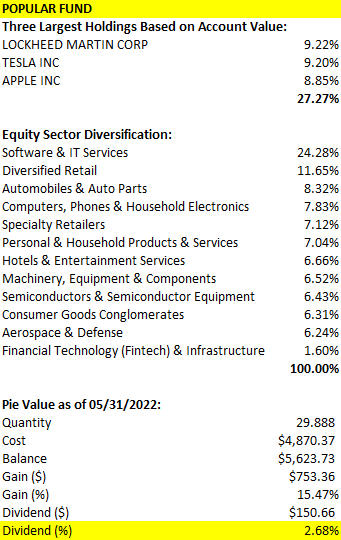 POPULAR FUND
Three Largest Holdings Based on Account Value:
LOCKHEED MARTIN CORP 9.22%
TESLA INC 9.20%
APPLE INC 8.85%
27.27%
Equity Sector Diversification:
Software & IT Services 24.28%
Diversified Retail 11.65%
Automobiles & Auto Parts 8.32%
Computers, Phones & Household Electronics 7.83%
Specialty Retailers 7.12%
Personal & Household Products & Services 7.04%
Hotels & Entertainment Services 6.66%
Machinery, Equipment & Components 6.52%
Semiconductors & Semiconductor Equipment 6.43%
Consumer Goods Conglomerates 6.31%
Aerospace & Defense 6.24%
Financial Technology (Fintech) & Infrastructure 1.60%
100.00%
Pie Value as of 05/31/2022:
Quantity 29.888
Cost $4,870.37
Balance $5,623.73
Gain ($) $753.36
Gain (%) 15.47%
Dividend ($) $150.66
Dividend (%) 2.68%